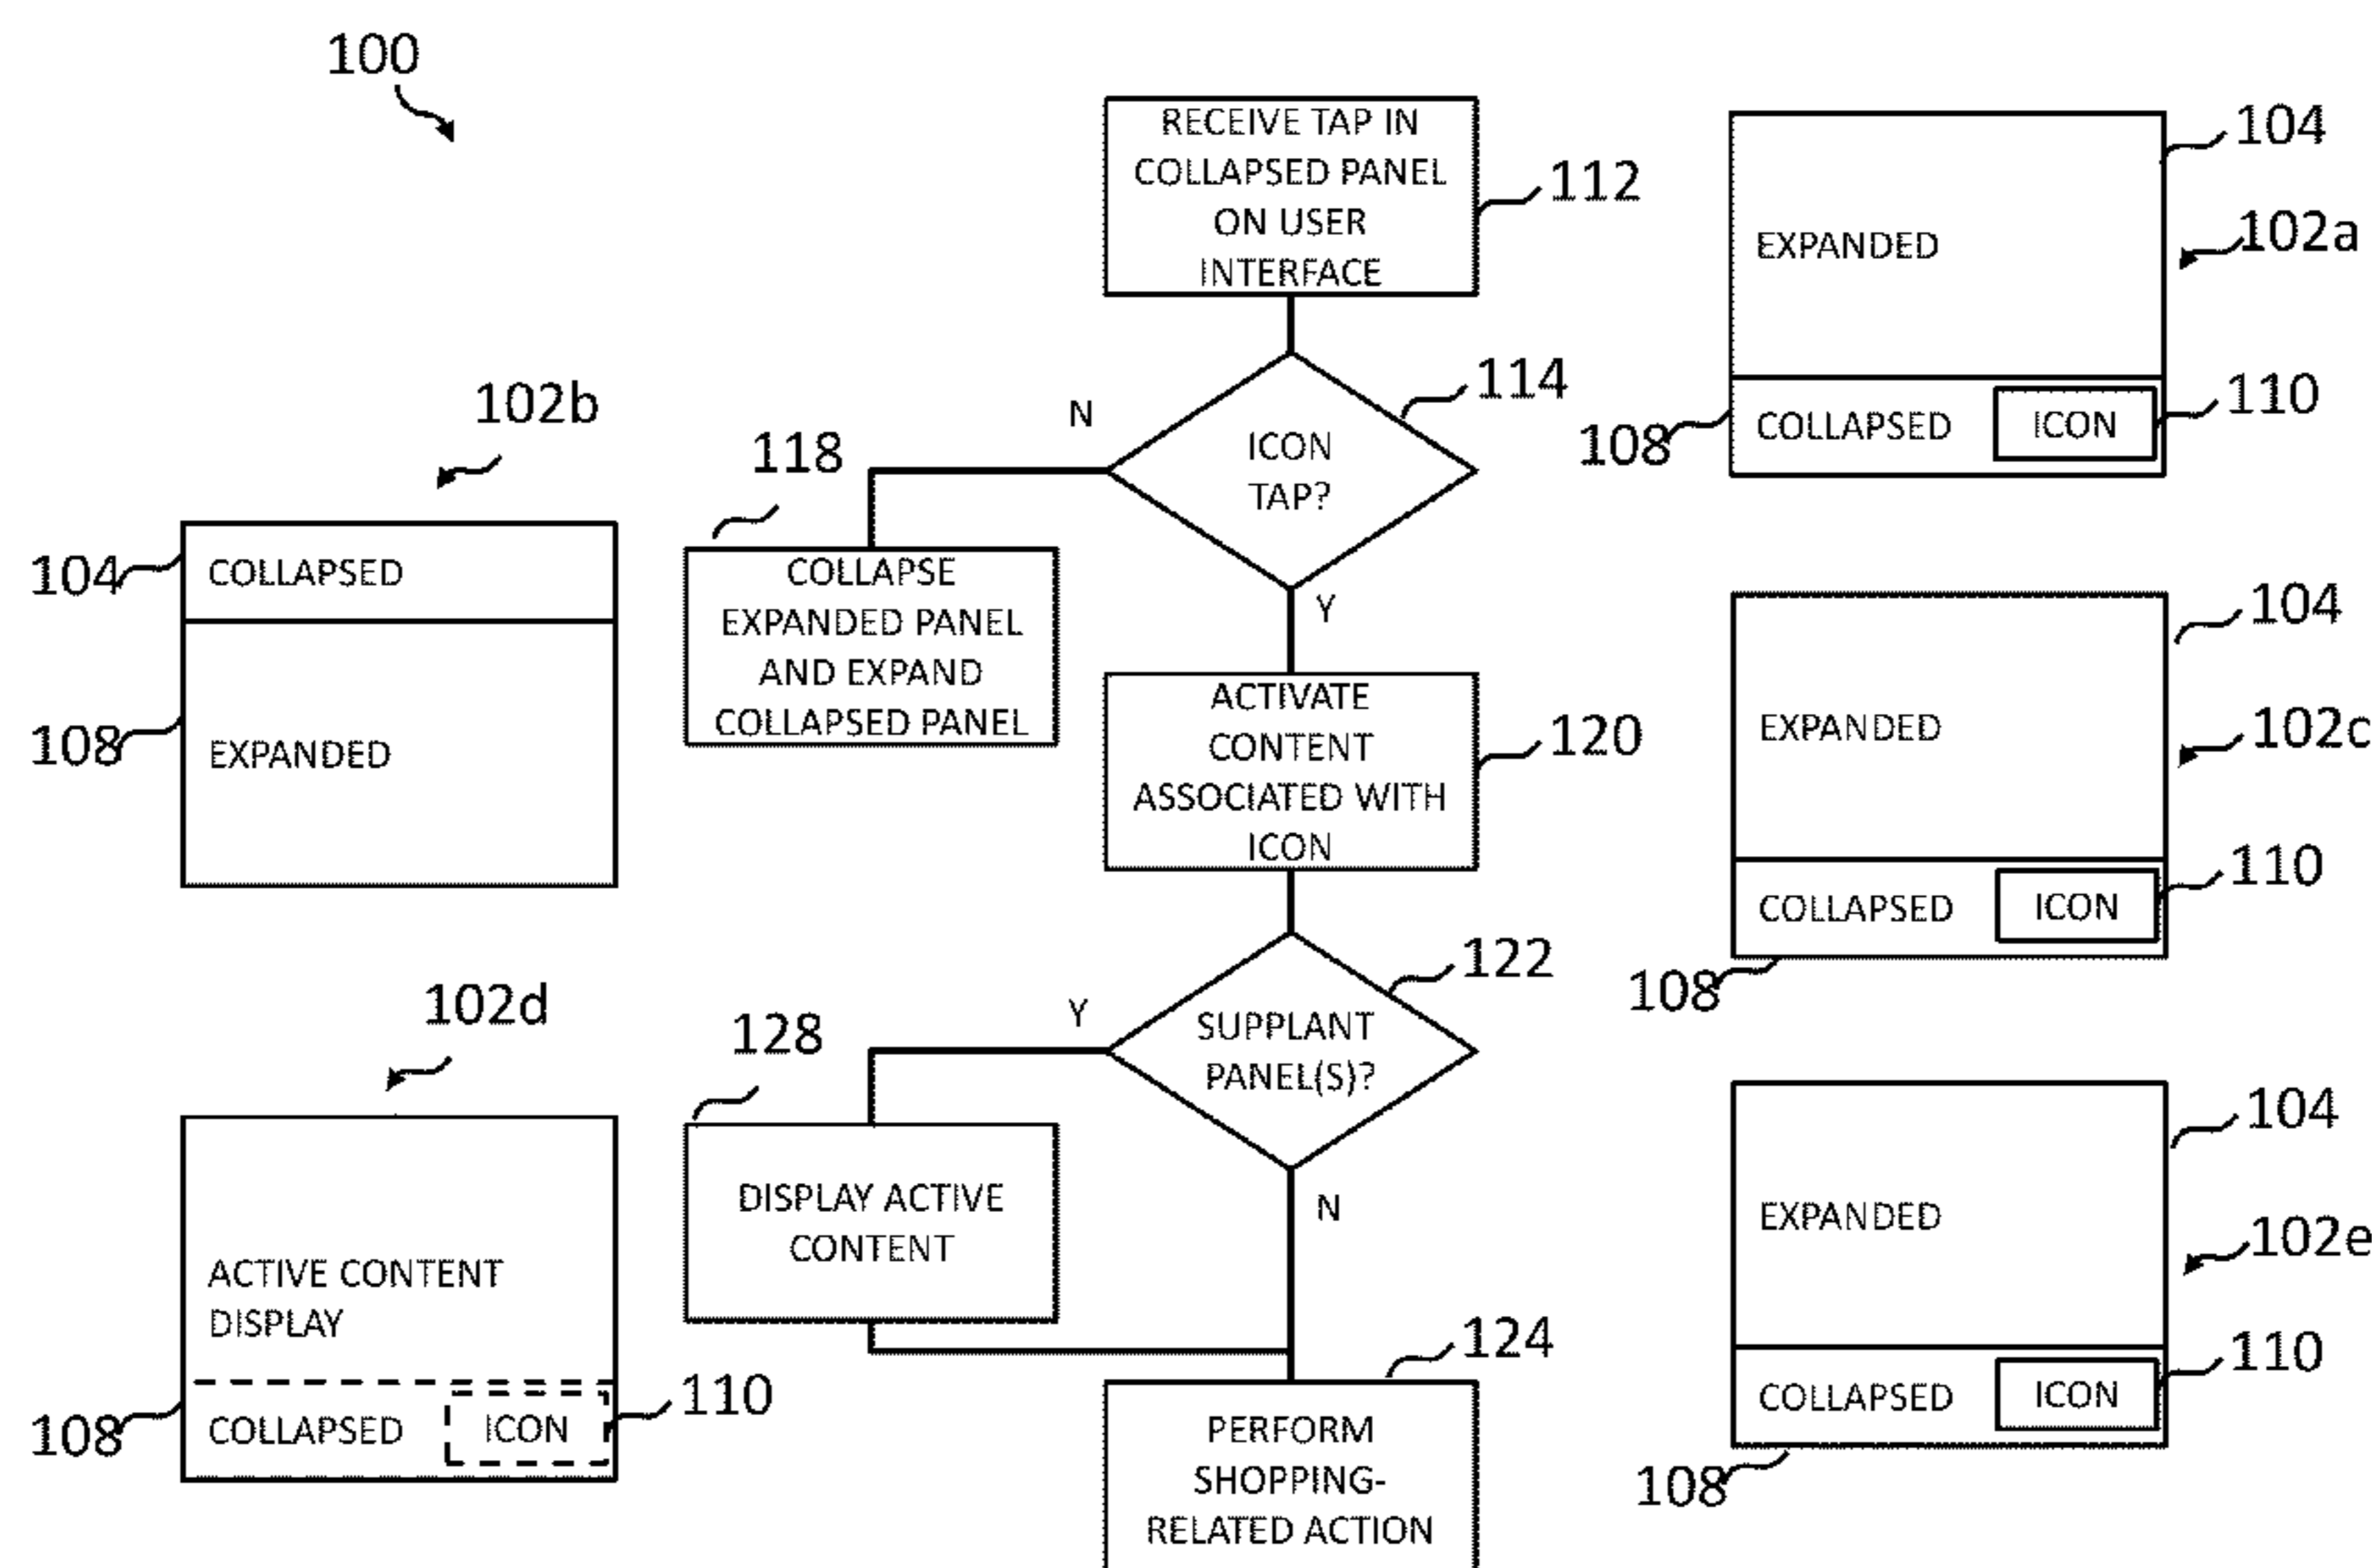 100
RECEIVE TAP IN
COLLAPSED PANEL
ON USER
INTERFACE
112
104
EXPANDED
102a
COLLAPSED
ICON
108
110
ICON
TAP?
114
N
Y
118
COLLAPSE
EXPANDED PANEL
AND EXPAND
COLLAPSED PANEL
102b
104
COLLAPSED
108
EXPANDED
ACTIVATE
CONTENT
ASSOCIATED WITH
ICON
120
104
EXPANDED
102c
COLLAPSED
ICON
110
108
SUPPLANT
PANEL(S)?
122
Y
N
128
DISPLAY ACTIVE
CONTENT
102d
ACTIVE CONTENT
DISPLAY
108
COLLAPSED
ICON
110
124
PERFORM
SHOPPING-
RELATED ACTION
104
EXPANDED
102e
COLLAPSED
ICON
110
108